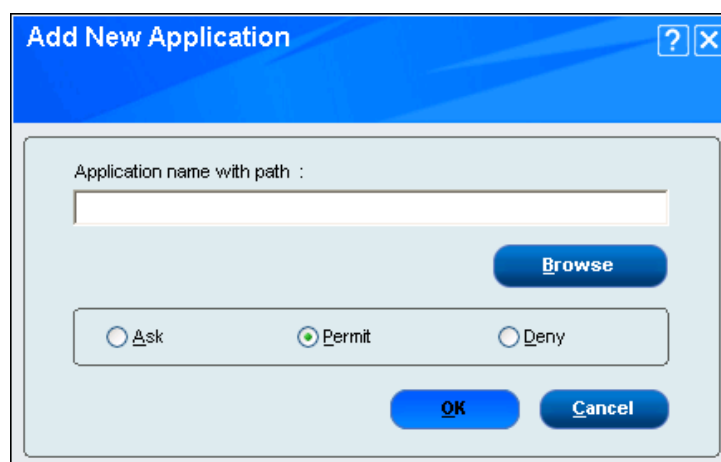 Add New Application
?
Application name with path :
Browse
Ask Permit Deny
OK Cancel